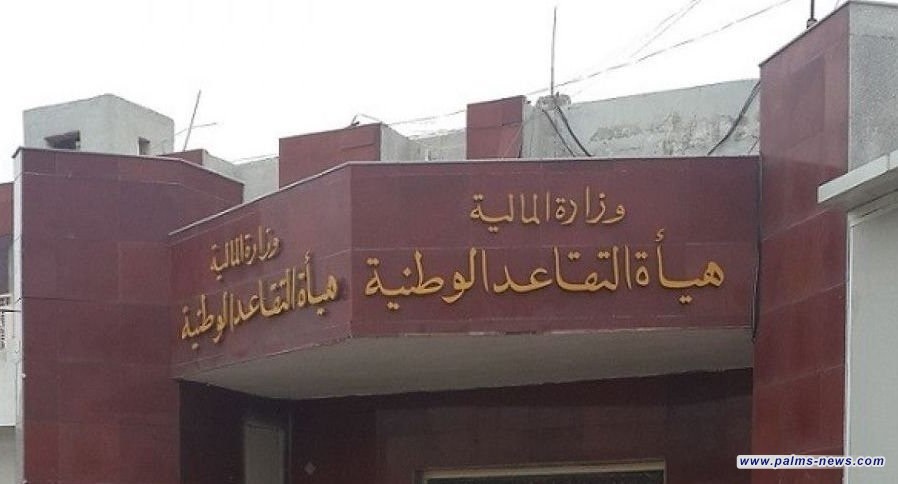 وزارة المالية
هيأة التقاعد الوطنية
وزارة المالية
هيأة التقاعد الوطنية
www.palms-news.com